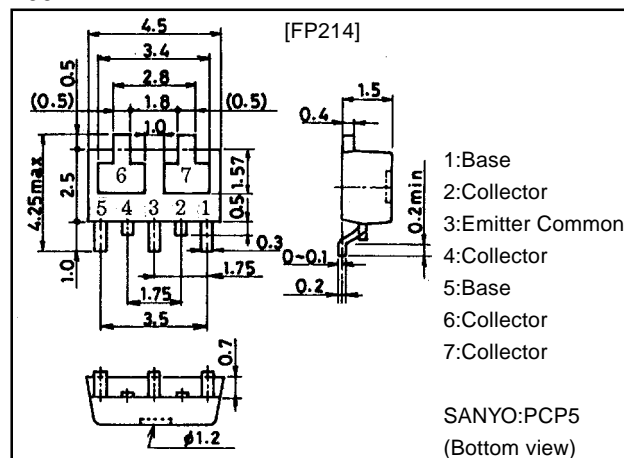 [FP214]
4.5
3.4
2.8
0.5
(0.5) 1.8 (0.5)
1.0
6 7
1.57
2.5
4.25max
5 4 3 2 1
0.5
0.3
1.0
1.75
1.75
3.5
0.7
ø1.2
1.5
0.4
0.2min
0~0.1
0.2
1:Base
2:Collector
3:Emitter Common
4:Collector
5:Base
6:Collector
7:Collector
SANYO:PCP5
(Bottom view)